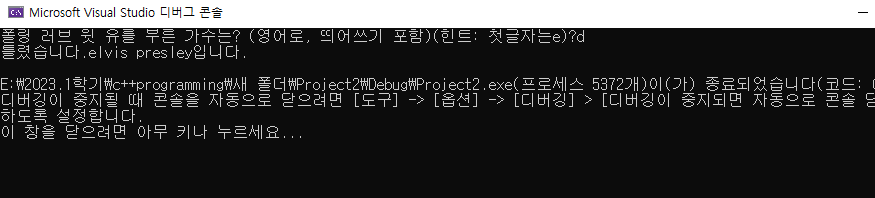 Microsoft Visual Studio 디버그 콘솔
폴링 러브 윗 유를 부른 가수는? (영어로, 띄어쓰기 포함)(힌트: 첫글자는e)?d
틀렸습니다.elvis presley입니다.
E:₩2023.1학기₩c++programming₩새 폴더₩Project2₩Debug₩Project2.exe(프로세스 5372개)이(가) 종료되었습니다(코드:
디버깅이 중지될 때 콘솔을 자동으로 닫으려면 [도구] -> [옵션] -> [디버깅] > [디버깅이 중지되면 자동으로 콘솔
하도록 설정합니다.
이 창을 닫으려면 아무 키나 누르세요...